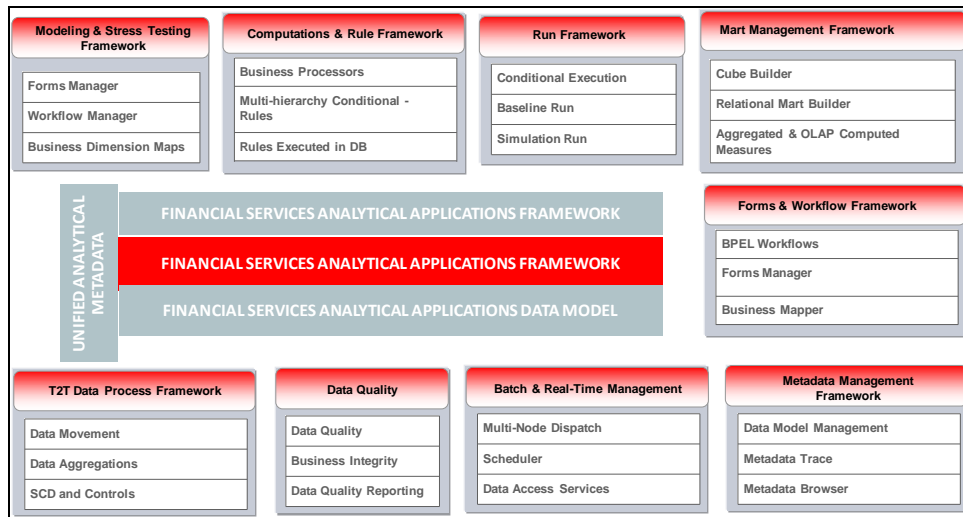 Modeling & Stress Testing
Framework
Forms Manager
Workflow Manager
Business Dimension Maps
Computations & Rule Framework
Business Processors
Multi-hierarchy Conditional -
Rules
Rules Executed in DB
Run Framework
Conditional Execution
Baseline Run
Simulation Run
Mart Management Framework
Cube Builder
Relational Mart Builder
Aggregated & OLAP Computed
Measures
UNIFIED ANALYTICAL
METADATA
FINANCIAL SERVICES ANALYTICAL APPLICATIONS FRAMEWORK
FINANCIAL SERVICES ANALYTICAL APPLICATIONS FRAMEWORK
FINANCIAL SERVICES ANALYTICAL APPLICATIONS DATA MODEL
Forms & Workflow Framework
BPEL Workflows
Forms Manager
Business Mapper
T2T Data Process Framework
Data Movement
Data Aggregations
SCD and Controls
Data Quality
Data Quality
Business Integrity
Data Quality Reporting
Batch & Real-Time Management
Multi-Node Dispatch
Scheduler
Data Access Services
Metadata Management
Framework
Data Model Management
Metadata Trace
Metadata Browser